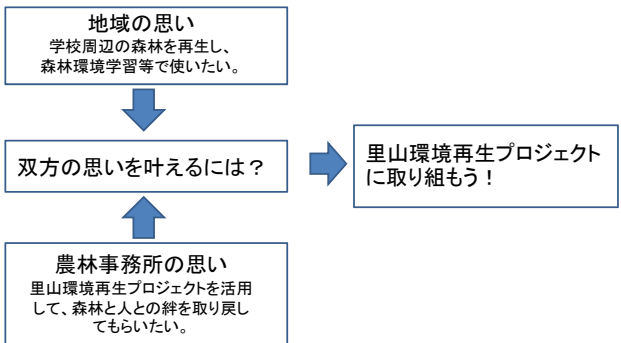 地域の思い
学校周辺の森林を再生し、
森林環境学習等で使いたい。
双方の思いを叶えるには？
里山環境再生プロジェクト
に取り組もう！
農林事務所の思い
里山環境再生プロジェクトを活用
して、森林と人との絆を取り戻し
てもらいたい。